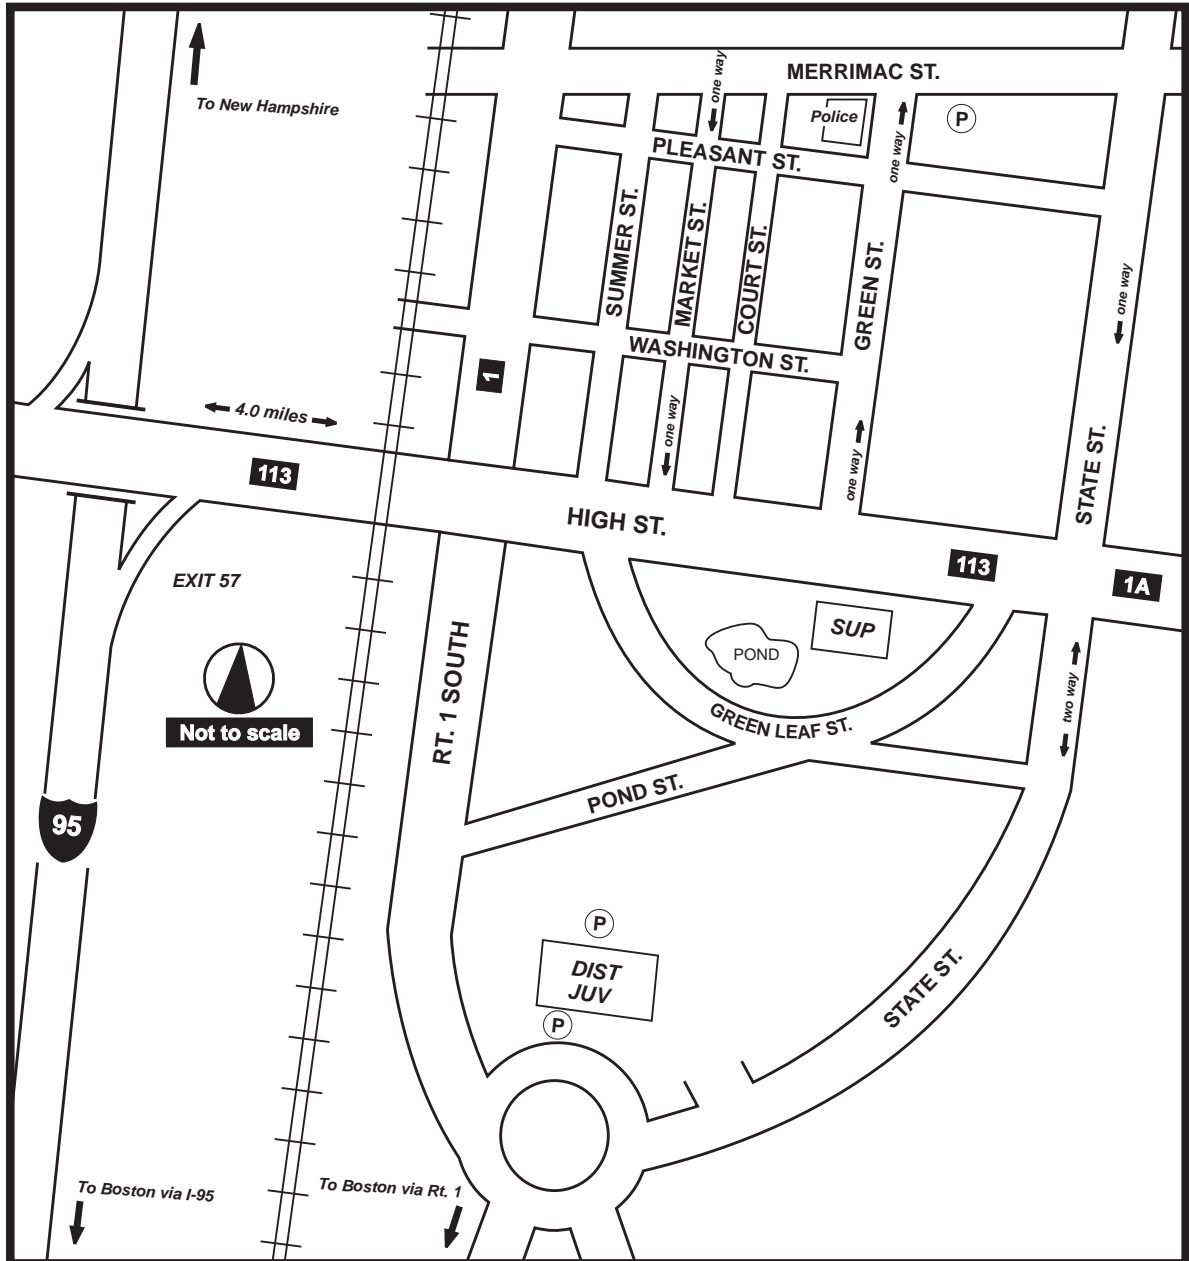 MERRIMAC ST.
one way
To New Hampshire
Police
P
one way
PLEASANT ST.
SUMMER ST.
MARKET ST.
COURT ST.
GREEN ST.
one way
WASHINGTON ST.
1
4.0 miles
one way
one way
STATE ST.
113
HIGH ST.
113
1A
EXIT 57
SUP
POND
RT. 1 SOUTH
two way
GREEN LEAF ST.
Not to scale
POND ST.
95
P
DIST
JUV
P
STATE ST.
To Boston via I-95
To Boston via Rt. 1